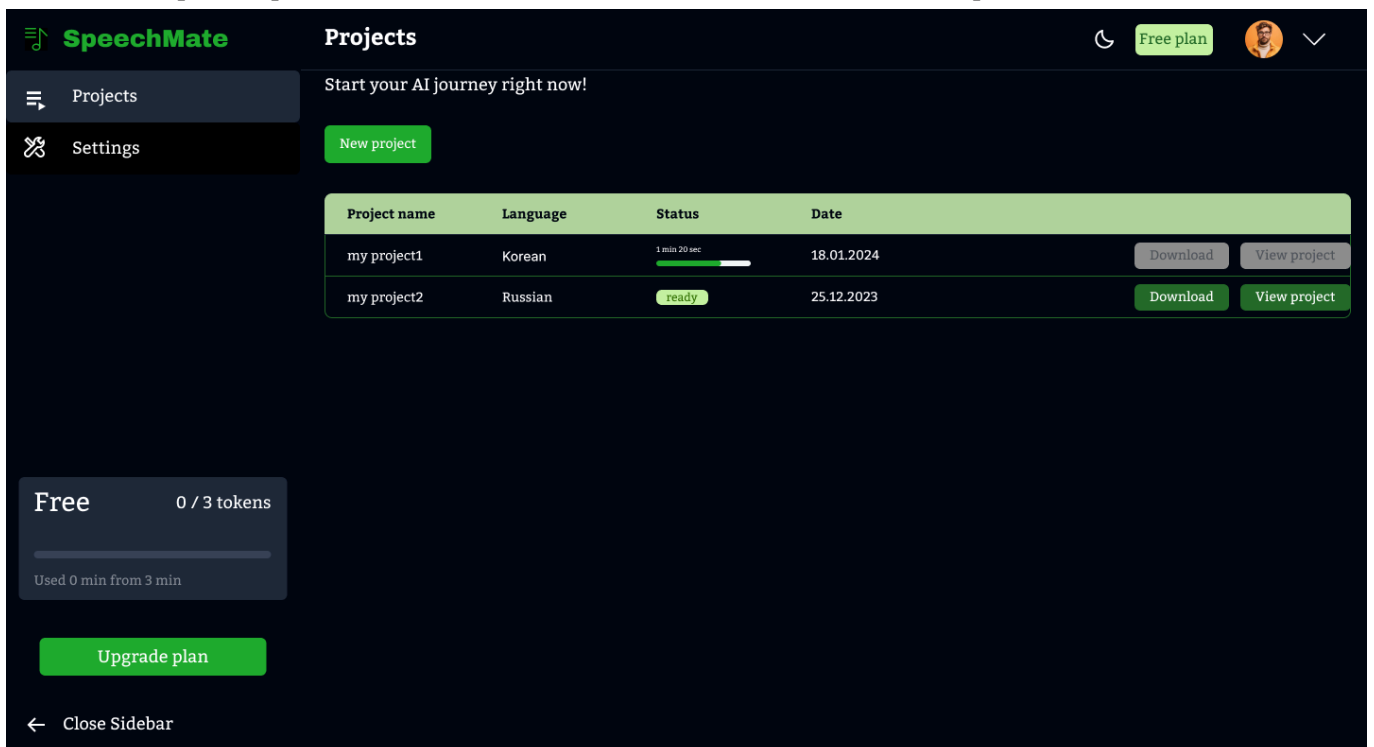 SpeechMate
Projects
Free plan
Projects
Settings
Start your AI journey right now!
New project
Project name Language Status Date
my project1 Korean 1 min 20 sec 18.01.2024 Download View project
my project2 Russian ready 25.12.2023 Download View project
Free 0 / 3 tokens
Used 0 min from 3 min
Upgrade plan
Close Sidebar